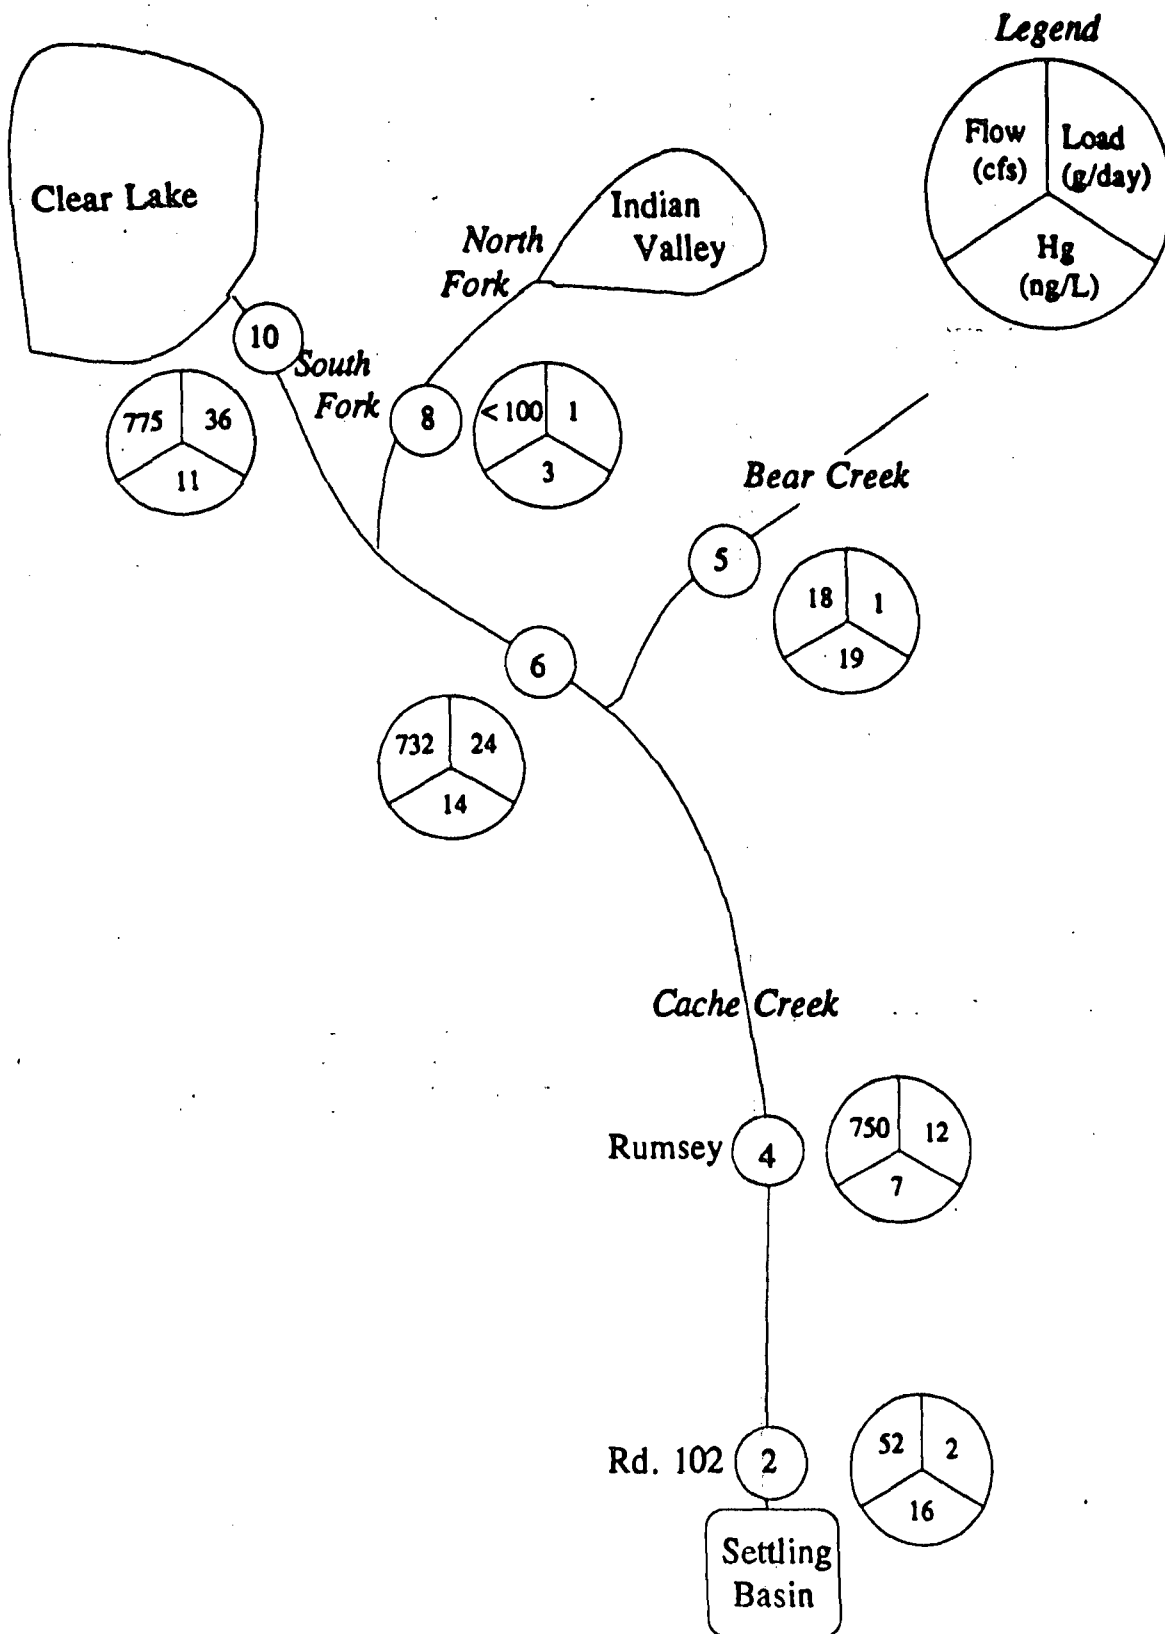 Legend
Flow
(cfs)
Load
(g/day)
Hg
(ng/L)
Clear Lake
Indian
Valley
North
Fork
10
South
Fork
8
775
36
11
< 100
1
3
Bear Creek
5
18
1
19
6
732
24
14
Cache Creek
Rumsey
4
750
12
7
Rd. 102
2
52
2
16
Settling
Basin